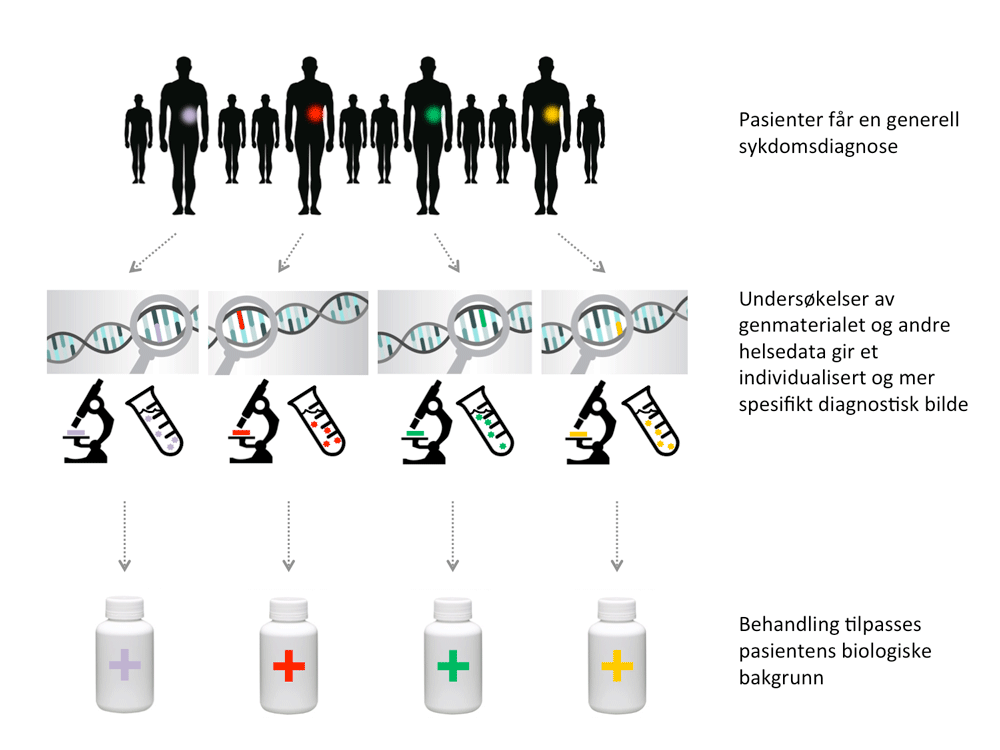 Pasienter får en generell
sykdomsdiagnose
Undersøkelser av
genmaterialet og andre
helsedata gir et
individualisert og mer
spesifikt diagnostisk bilde
Behandling tilpasses
pasientens biologiske
bakgrunn